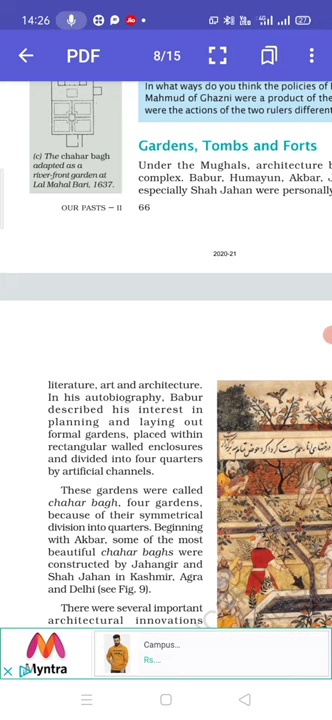 14:26
27
PDF
8/15
In what ways do you think the policies of
Mahmud of Ghazni were a product of the
were the actions of the two rulers different
(c) The chahar bagh
adapted as a
river-front garden at
Lal Mahal Bari, 1637.
Gardens, Tombs and Forts
Under the Mughals, architecture b
complex. Babur, Humayun, Akbar, J
especially Shah Jahan were personally
OUR PASTS – II 66
2020-21
literature, art and architecture.
In his autobiography, Babur
described his interest in
planning and laying out
formal gardens, placed within
rectangular walled enclosures
and divided into four quarters
by artificial channels.
These gardens were called
chahar bagh, four gardens,
because of their symmetrical
division into quarters. Beginning
with Akbar, some of the most
beautiful chahar baghs were
constructed by Jahangir and
Shah Jahan in Kashmir, Agra
and Delhi (see Fig. 9).
There were several important
architectural innovations
Myntra
Campus...
Rs....